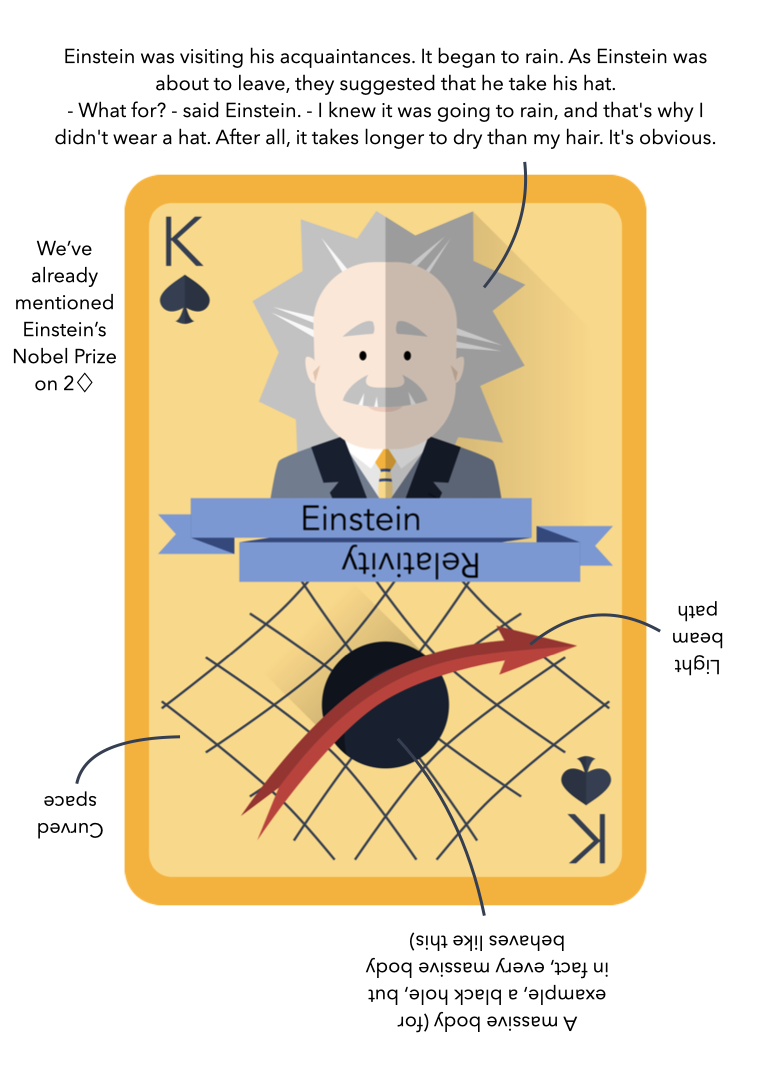 Einstein was visiting his acquaintances. It began to rain. As Einstein was
about to leave, they suggested that he take his hat.
- What for? - said Einstein. - I knew it was going to rain, and that's why I
didn't wear a hat. After all, it takes longer to dry than my hair. It's obvious.
K
We’ve
already
mentioned
Einstein’s
Nobel Prize
on 2♢
Einstein
Relativity
Light
beam
path
Curved
space
K
A massive body (for)
example, a black hole, but
in fact, every massive body
behaves like this)